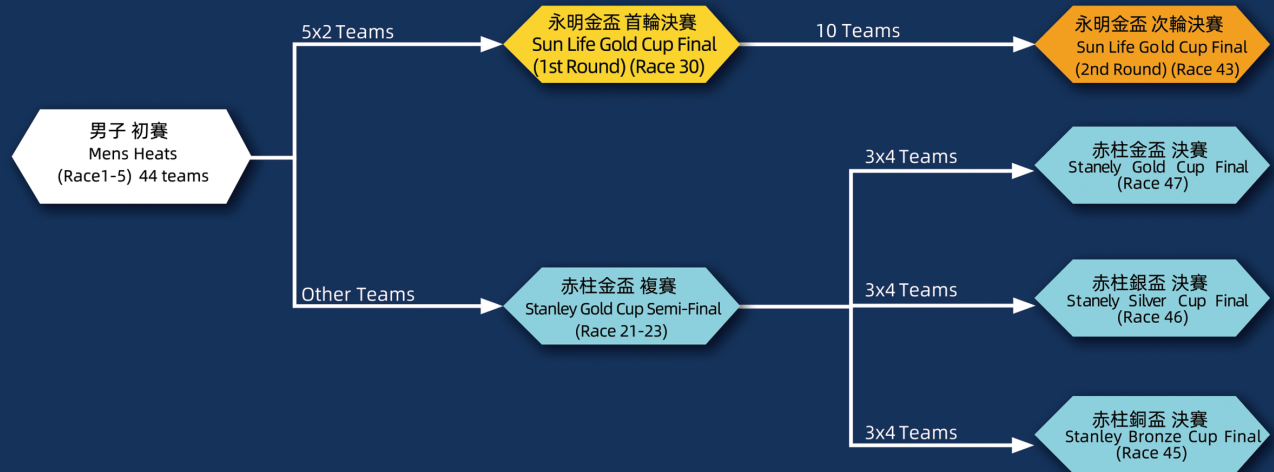 5x2 Teams
永明金盃 首輪決賽
Sun Life Gold Cup Final
(1st Round) (Race 30)
10 Teams
永明金盃 次輪決賽
Sun Life Gold Cup Final
(2nd Round) (Race 43)
男子 初賽
Mens Heats
(Race1-5) 44 teams
3x4 Teams
赤柱金盃 決賽
Stanely Gold Cup Final
(Race 47)
Other Teams
赤柱金盃 複賽
Stanley Gold Cup Semi-Final
(Race 21-23)
3x4 Teams
赤柱銀盃 決賽
Stanely Silver Cup Final
(Race 46)
3x4 Teams
赤柱銅盃 決賽
Stanley Bronze Cup Final
(Race 45)